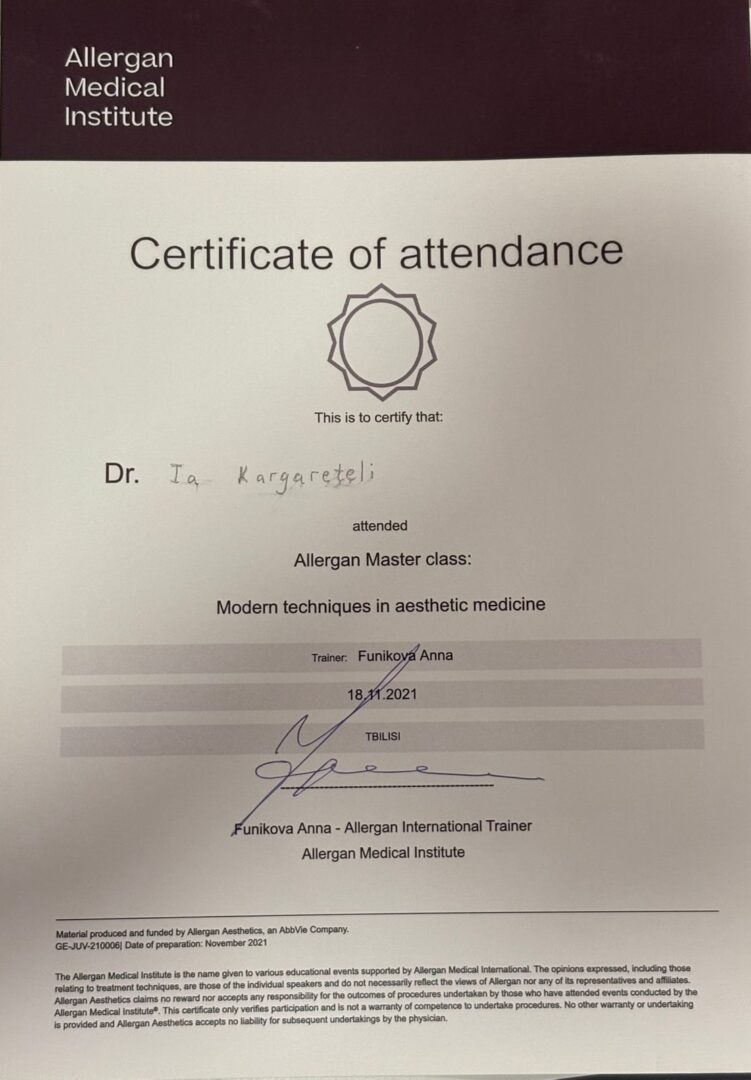 Allergan
Medical
Institute
Certificate of attendance
This is to certify that:
Dr. Ia Kargareteli
attended
Allergan Master class:
Modern techniques in aesthetic medicine
Trainer: Funikova Anna
18.11.2021
TBILISI
Funikova Anna - Allergan International Trainer
Allergan Medical Institute
Material produced and funded by Allergan Aesthetics, an AbbVie Company.
GE-JUV-210006| Date of preparation: November 2021
The Allergan Medical Institute is the name given to various educational events supported by Allergan Medical International. The opinions expressed, including those
relating to treatment techniques, are those of the individual speakers and do not necessarily reflect the views of Allergan nor any of its representatives and affiliates.
Allergan Aesthetics claims no reward nor accepts any responsibility for the outcomes of procedures undertaken by those who have attended events conducted by the
Allergan Medical Institute®. This certificate only verifies participation and is not a warranty of competence to undertake procedures. No other warranty or undertaking
is provided and Allergan Aesthetics accepts no liability for subsequent undertakings by the physician.